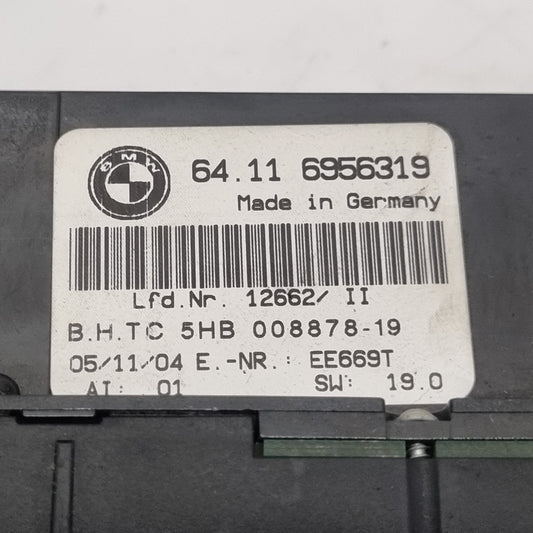 BMW
64.11 6956319
Made in Germany
Lfd.Nr. 12662/ II
B.H.TC 5HB 008878-19
05/11/04 E.-NR.: EE669T
AI: 01 SW: 19.0